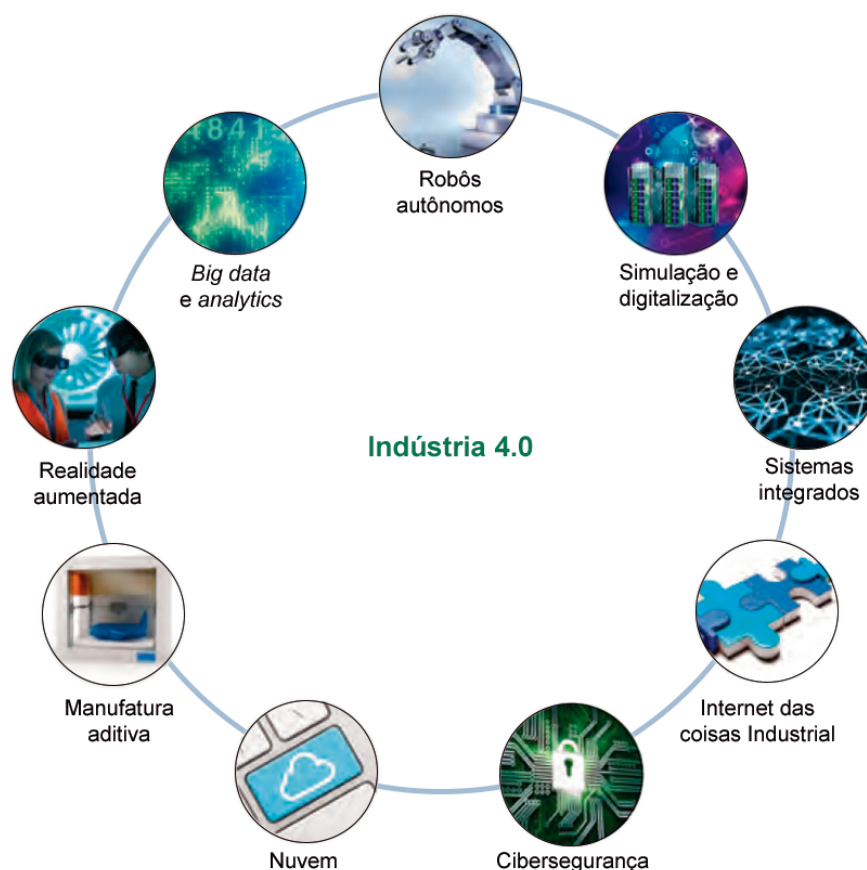 Robôs
autônomos
Simulação e
digitalização
Sistemas
integrados
Internet das
coisas Industrial
Cibersegurança
Nuvem
Manufatura
aditiva
Realidade
aumentada
Big data
e analytics
Indústria 4.0